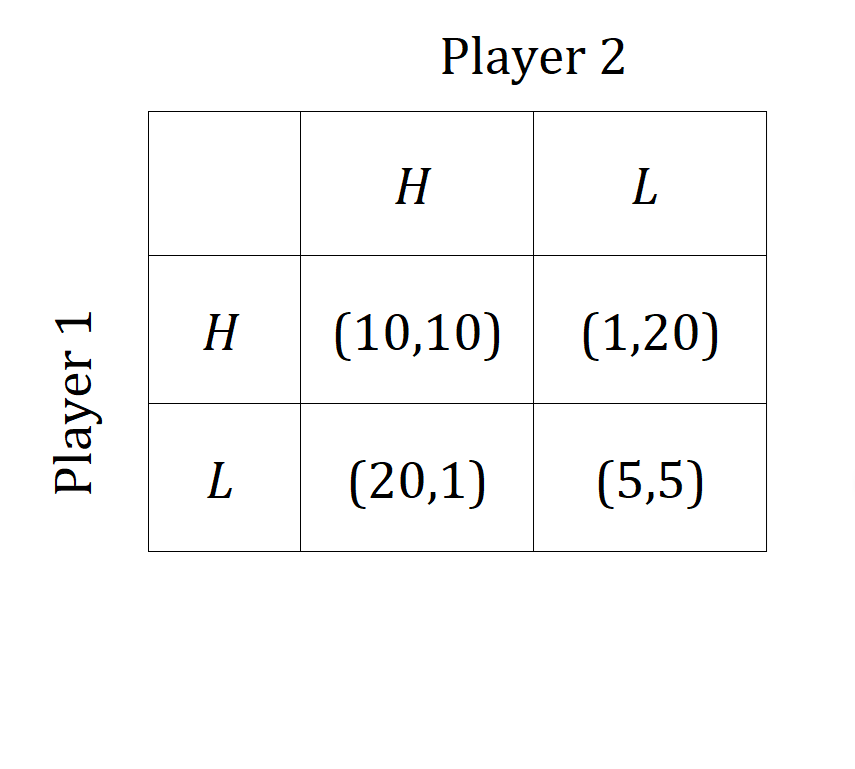 Player 2
H L
Player 1
H (10,10) (1,20)
L (20,1) (5,5)